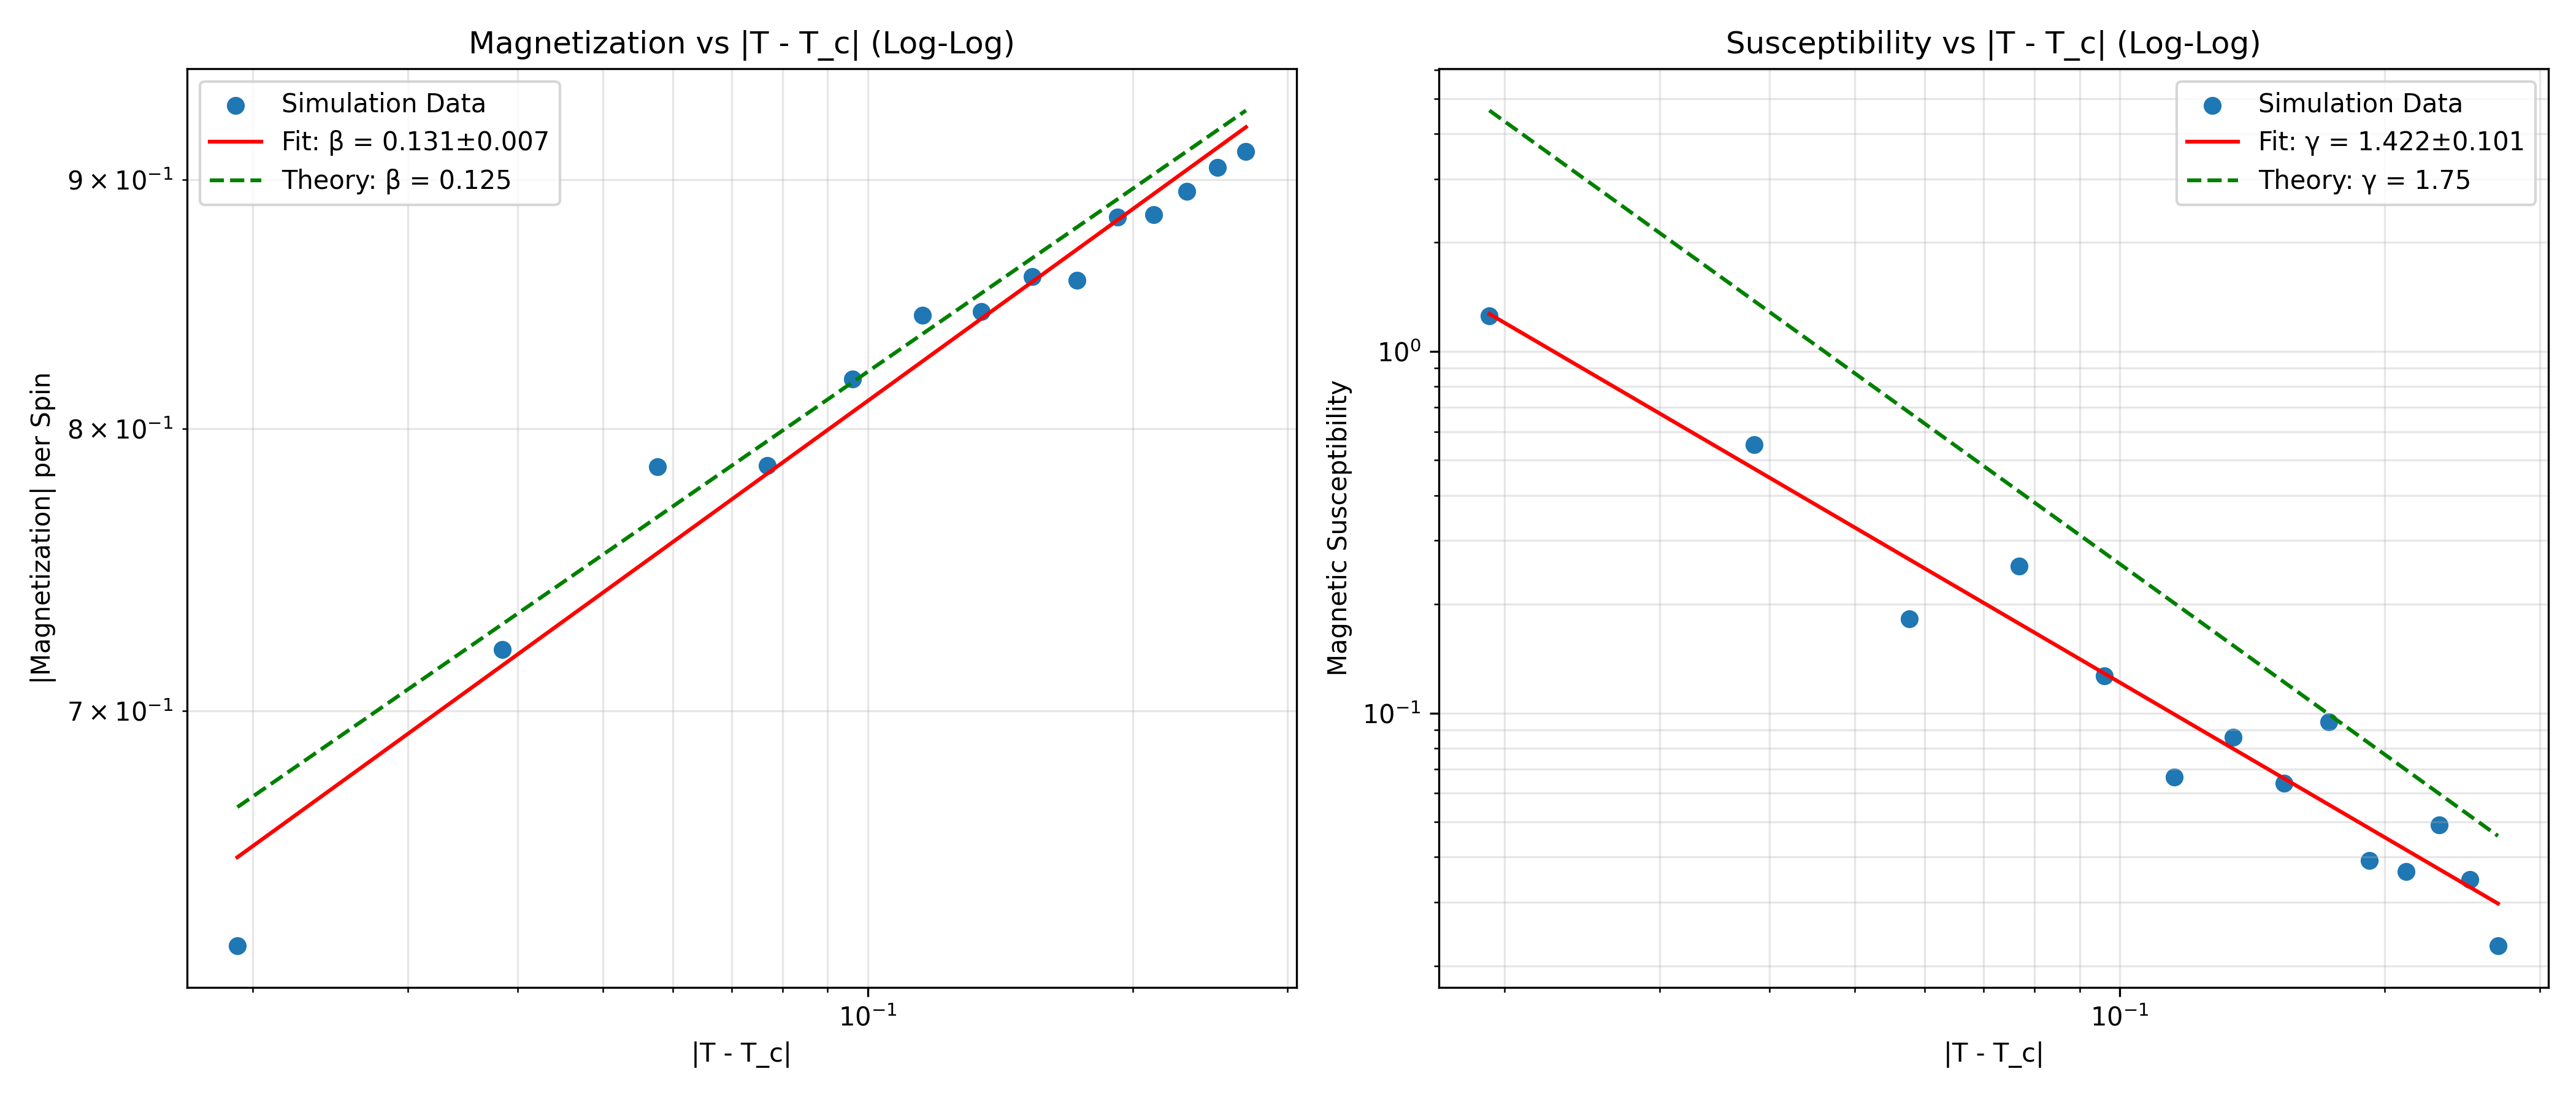 Magnetization vs |T - T_c| (Log-Log)
Simulation Data
Fit: β = 0.131±0.007
Theory: β = 0.125
9 × 10⁻¹
8 × 10⁻¹
7 × 10⁻¹
|Magnetization| per Spin
10⁻¹
|T - T_c|
Susceptibility vs |T - T_c| (Log-Log)
Simulation Data
Fit: γ = 1.422±0.101
Theory: γ = 1.75
10⁰
10⁻¹
Magnetic Susceptibility
10⁻¹
|T - T_c|